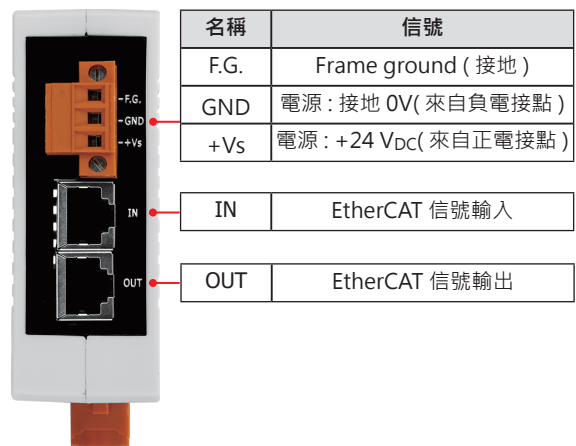 名稱 信號
F.G. Frame ground ( 接地 )
GND 電源 : 接地 0V( 來自負電接點 )
+Vs 電源 : +24 VDC( 來自正電接點 )
IN EtherCAT 信號輸入
OUT EtherCAT 信號輸出
-F.G.
-GND
-+Vs
IN
OUT